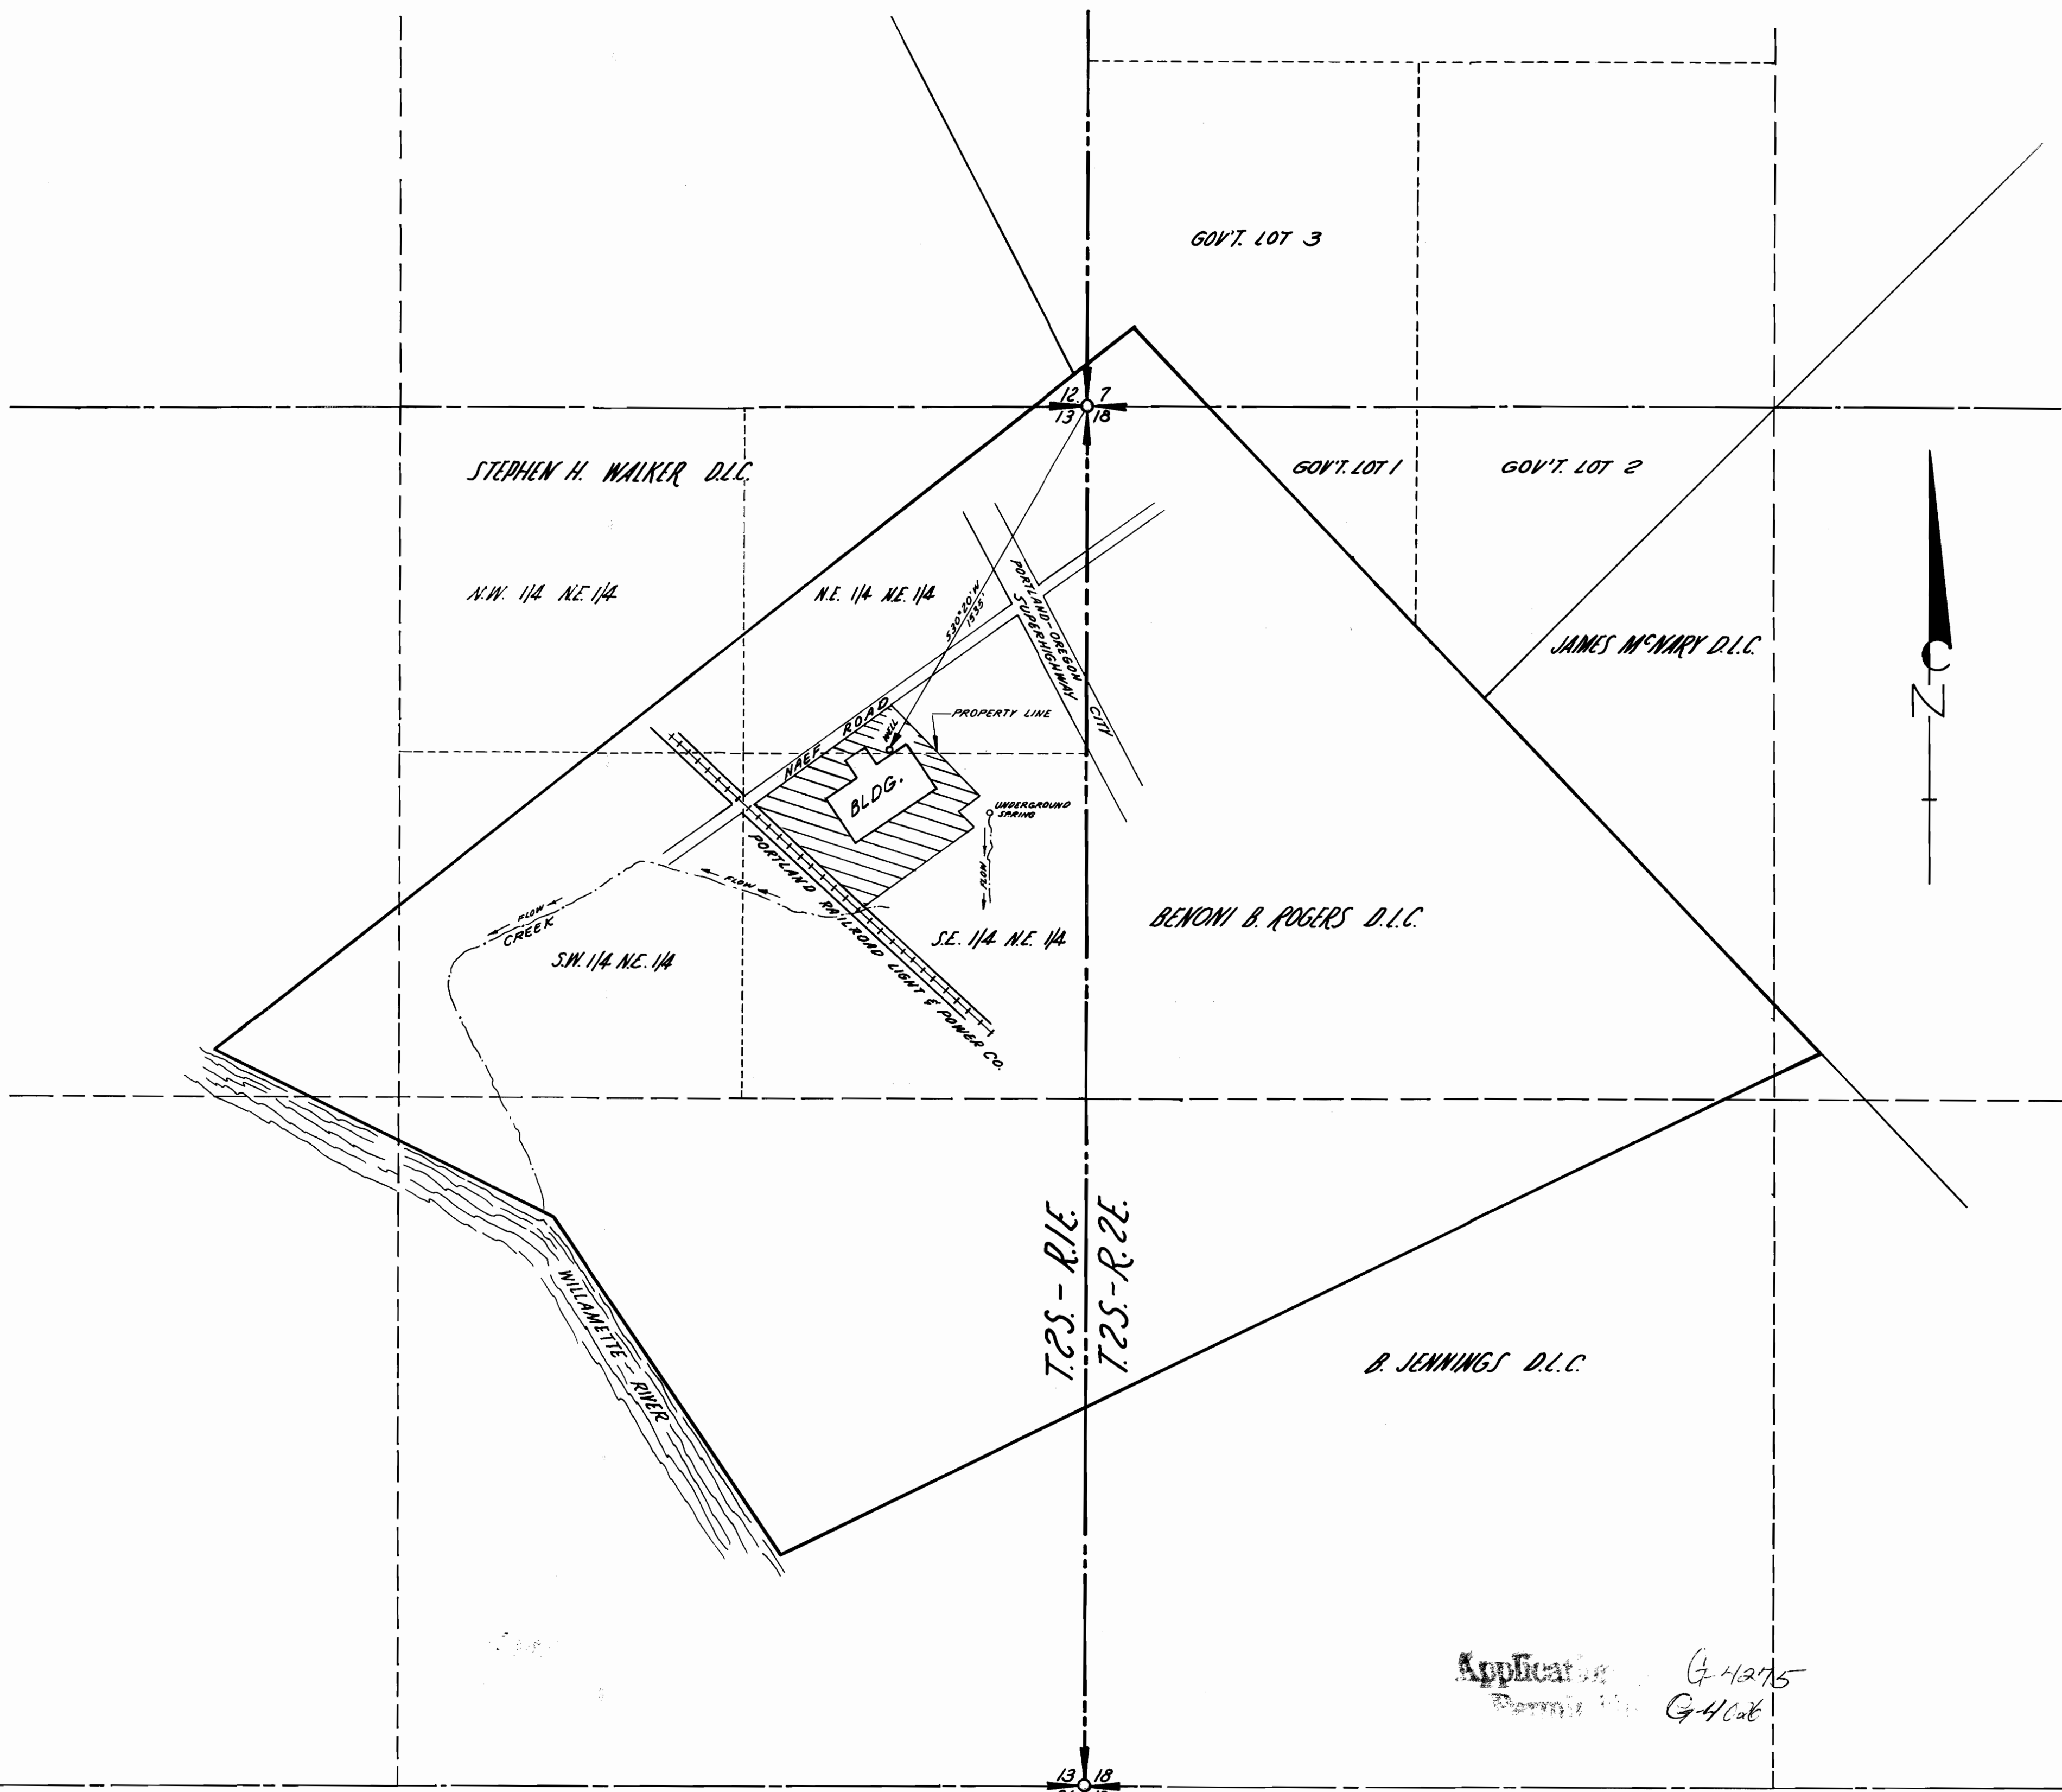 GOV'T. LOT 3
12 7
13 18
STEPHEN H. WALKER D.L.C.
GOV'T. LOT 1
GOV'T. LOT 2
N.W. 1/4 N.E. 1/4
N.E. 1/4 N.E. 1/4
S30°20'W
1535'
PORTLAND-OREGON CITY
SUPERHIGHWAY
JAMES McNARY D.L.C.
N
NAEF ROAD
WELL
PROPERTY LINE
BLDG.
UNDERGROUND
SPRING
FLOW
FLOW
FLOW
CREEK
PORTLAND RAILROAD LIGHT & POWER CO.
S.W. 1/4 N.E. 1/4
S.E. 1/4 N.E. 1/4
BENONI B. ROGERS D.L.C.
T.2S.-R.1E.
T.2S.-R.2E.
WILLAMETTE RIVER
B. JENNINGS D.L.C.
G-4275
13 18